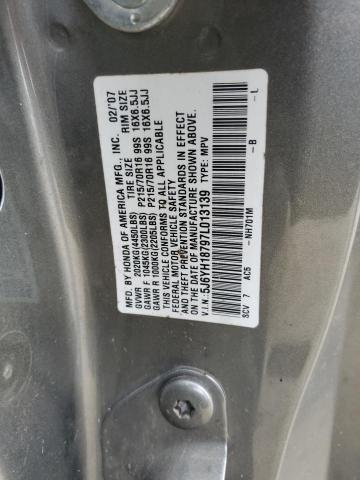 MFD. BY HONDA OF AMERICA MFG., INC. 02/'07
TIRE SIZE RIM SIZE
GVWR 2020KG(4450LBS)
GAWR F 1045KG(2300LBS) P215/70R16 99S 16X6.5JJ
GAWR R 1000KG(2205LBS) P215/70R16 99S 16X6.5JJ
THIS VEHICLE CONFORMS TO ALL APPLICABLE
FEDERAL MOTOR VEHICLE SAFETY
AND THEFT PREVENTION STANDARDS IN EFFECT
ON THE DATE OF MANUFACTURE SHOWN ABOVE.
V.I.N.: 5J6YH18797L013139 TYPE: MPV
SCV 7 AC5 - NH701M - B - L